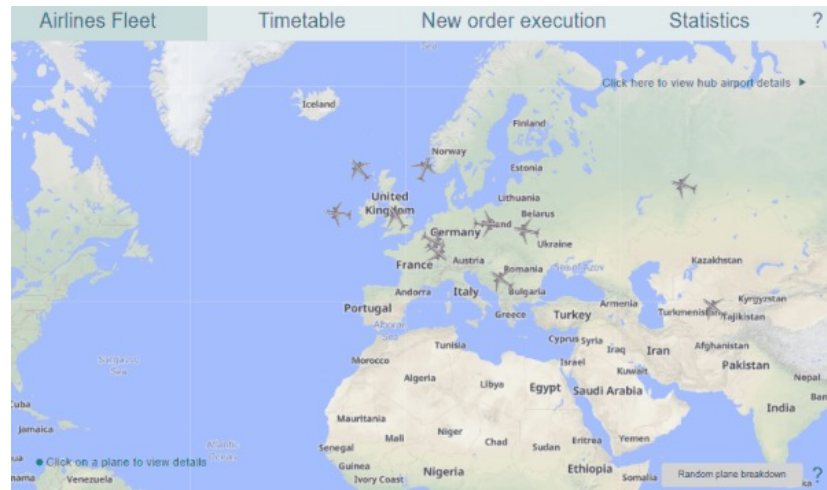 Airlines Fleet
Timetable
New order execution
Statistics
?
Click here to view hub airport details
Iceland
Finland
Norway
Estonia
United
Lithuania
Belarus
Germany
Ukraine
Austria
France
Kazakhstan
Romania
Andorra
Italy
Bulgaria
Portugal
Greece
Turkey
Armenia
Kyrgyzstan
Tajikistan
Tunisia
Cyprus
Syria
Iraq
Iran
Afghanistan
Morocco
Israel
Kuwait
Pakistan
Algeria
Libya
Egypt
Saudi Arabia
Nepal
India
Mauritania
Jamaica
Senegal
Mali
Niger
Chad
Sudan
Eritrea
Yemen
Click on a plane to view details
Guinea
Ivory Coast
Nigeria
Ethiopia
Somalia
Random plane breakdown
?
Venezuela